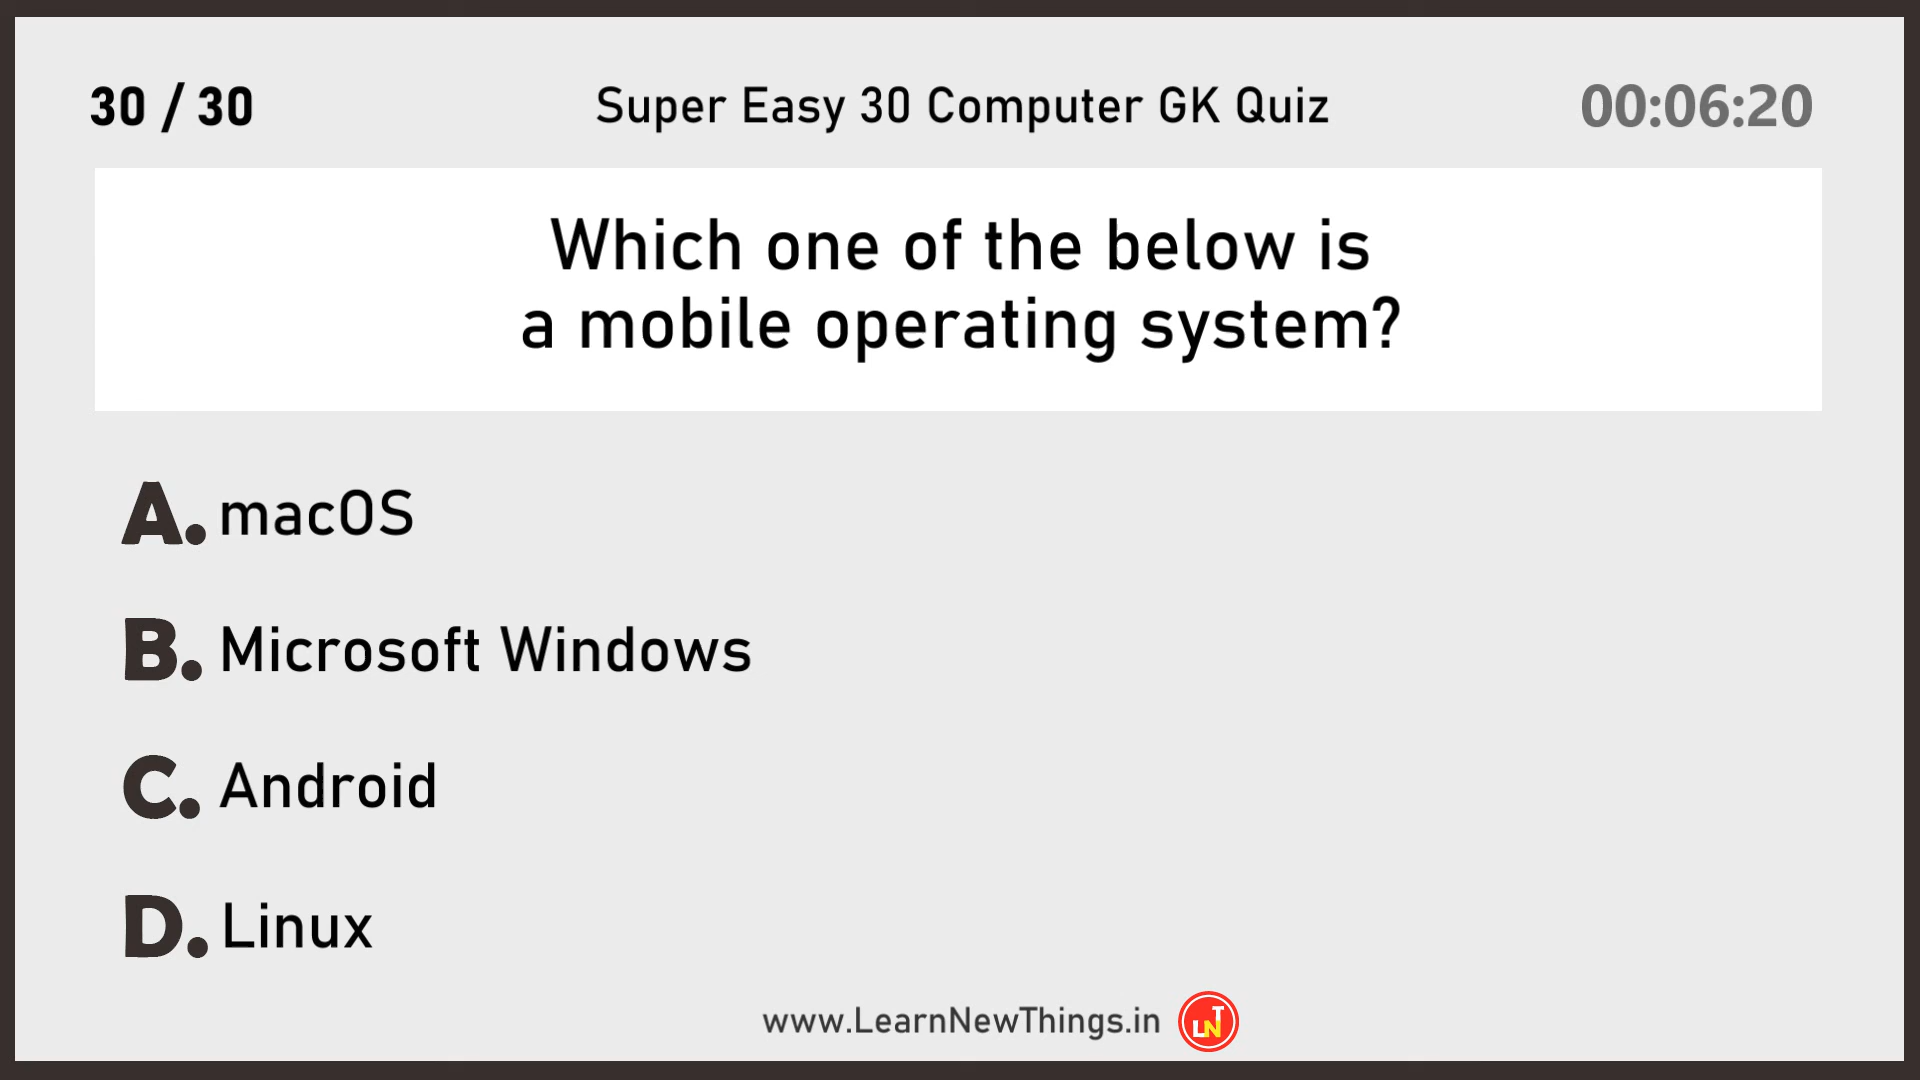 30 / 30
Super Easy 30 Computer GK Quiz
00:06:20
Which one of the below is
a mobile operating system?
A. macOS
B. Microsoft Windows
C. Android
D. Linux
www.LearnNewThings.in
LNT